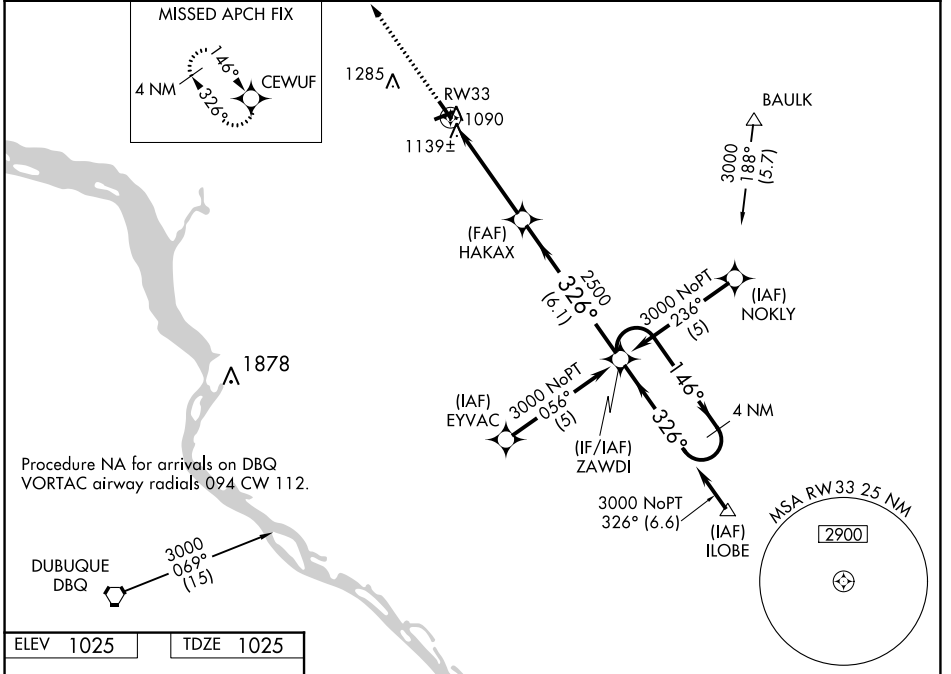 MISSED APCH FIX
146°
CEWUF
4 NM
326°
1285
RW33
1090
1139±
BAULK
3000
188°
(5.7)
(FAF)
HAKAX
2500
326°
(6.1)
3000 NoPT
236°
(5)
(IAF)
NOKLY
1878
(IAF)
EYVAC
3000 NoPT
056°
(5)
146°
4 NM
326°
(IF/IAF)
ZAWDI
Procedure NA for arrivals on DBQ
VORTAC airway radials 094 CW 112.
3000 NoPT
326° (6.6)
(IAF)
ILOBE
MSA RW 33 25 NM
2900
DUBUQUE
DBQ
3000
069°
(15)
ELEV 1025
TDZE 1025